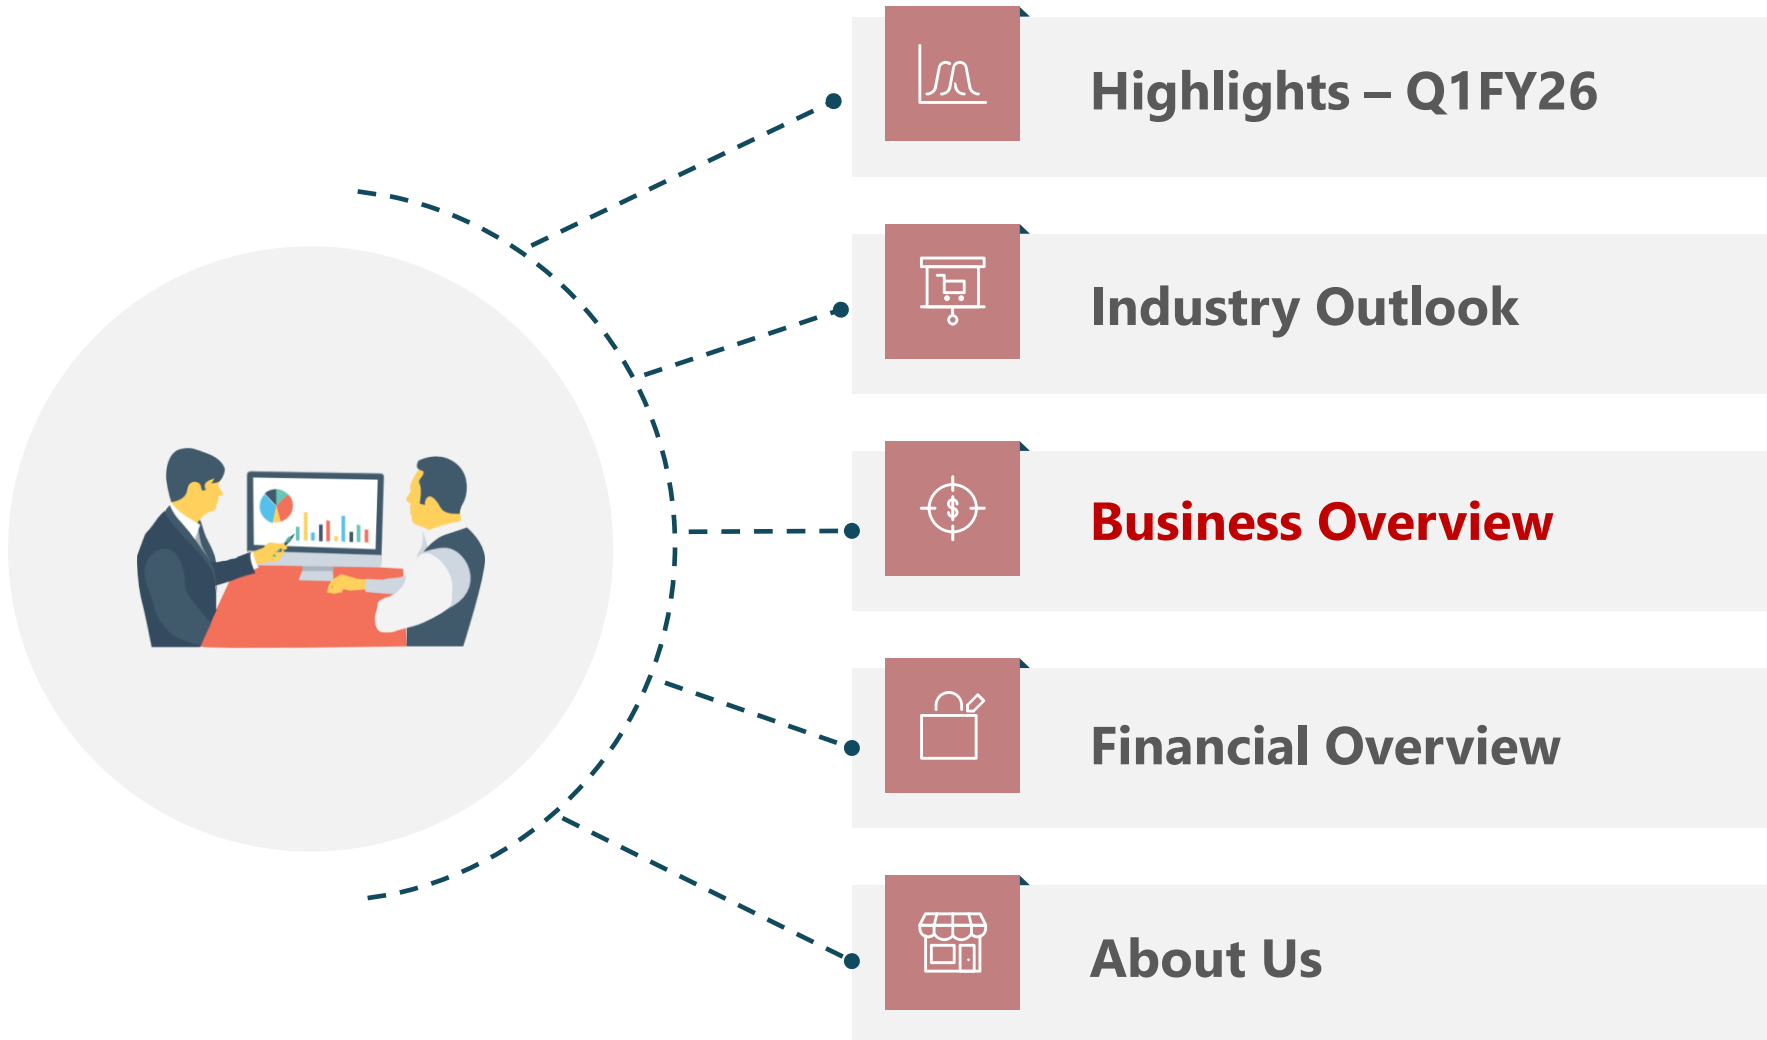 Highlights – Q1FY26
Industry Outlook
$
Business Overview
Financial Overview
About Us